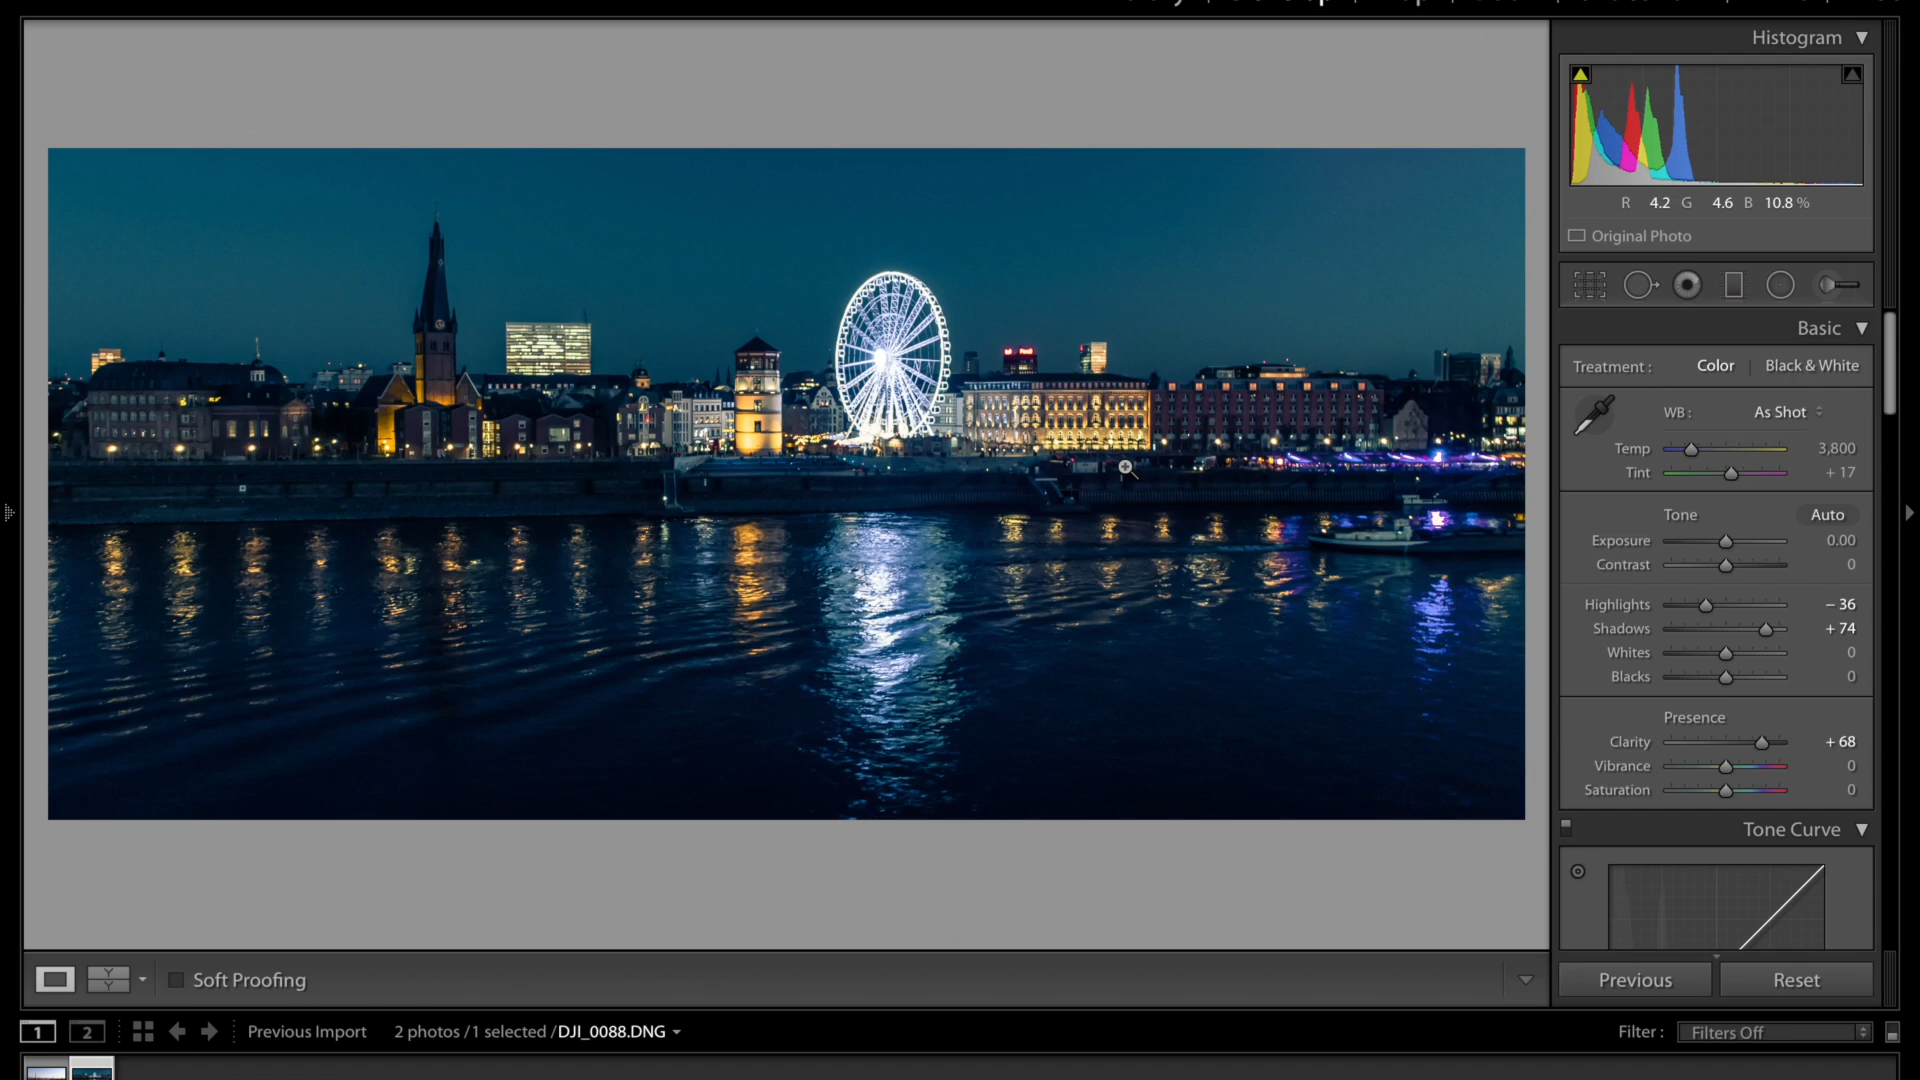 Histogram
R 4.2 G 4.6 B 10.8 %
Original Photo
Basic
Treatment : Color Black & White
WB : As Shot
Temp 3,800
Tint + 17
Tone Auto
Exposure 0.00
Contrast 0
Highlights – 36
Shadows + 74
Whites 0
Blacks 0
Presence
Clarity + 68
Vibrance 0
Saturation 0
Tone Curve
Soft Proofing
Previous Reset
1 2 Previous Import 2 photos /1 selected /DJI_0088.DNG Filter : Filters Off